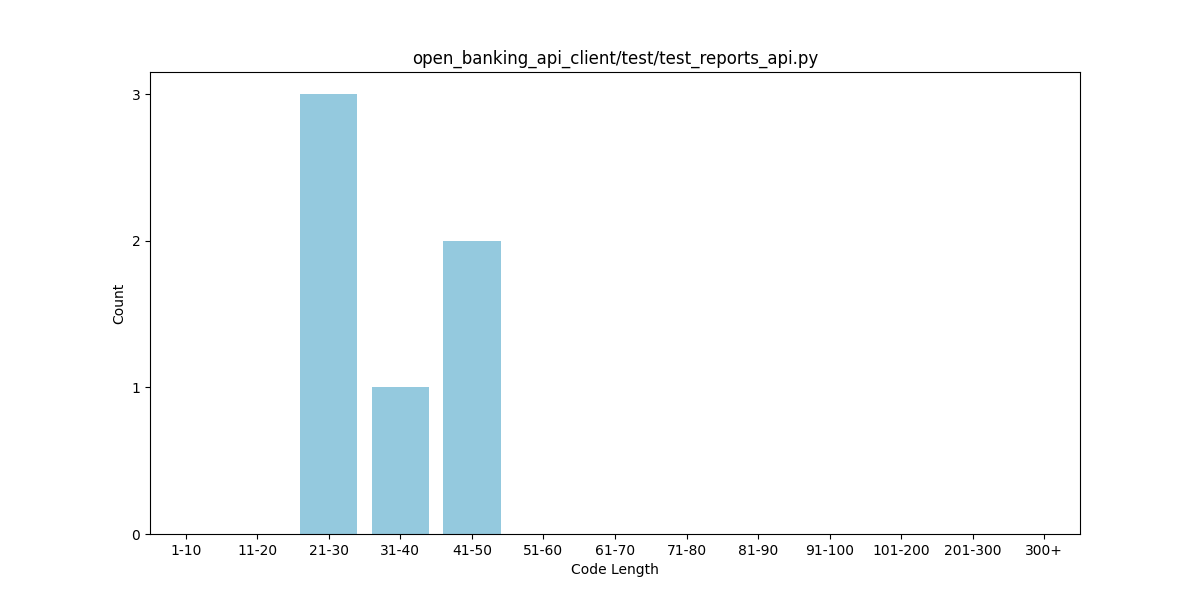 open_banking_api_client/test/test_reports_api.py
3
2
1
0
Count
1-10 11-20 21-30 31-40 41-50 51-60 61-70 71-80 81-90 91-100 101-200 201-300 300+
Code Length